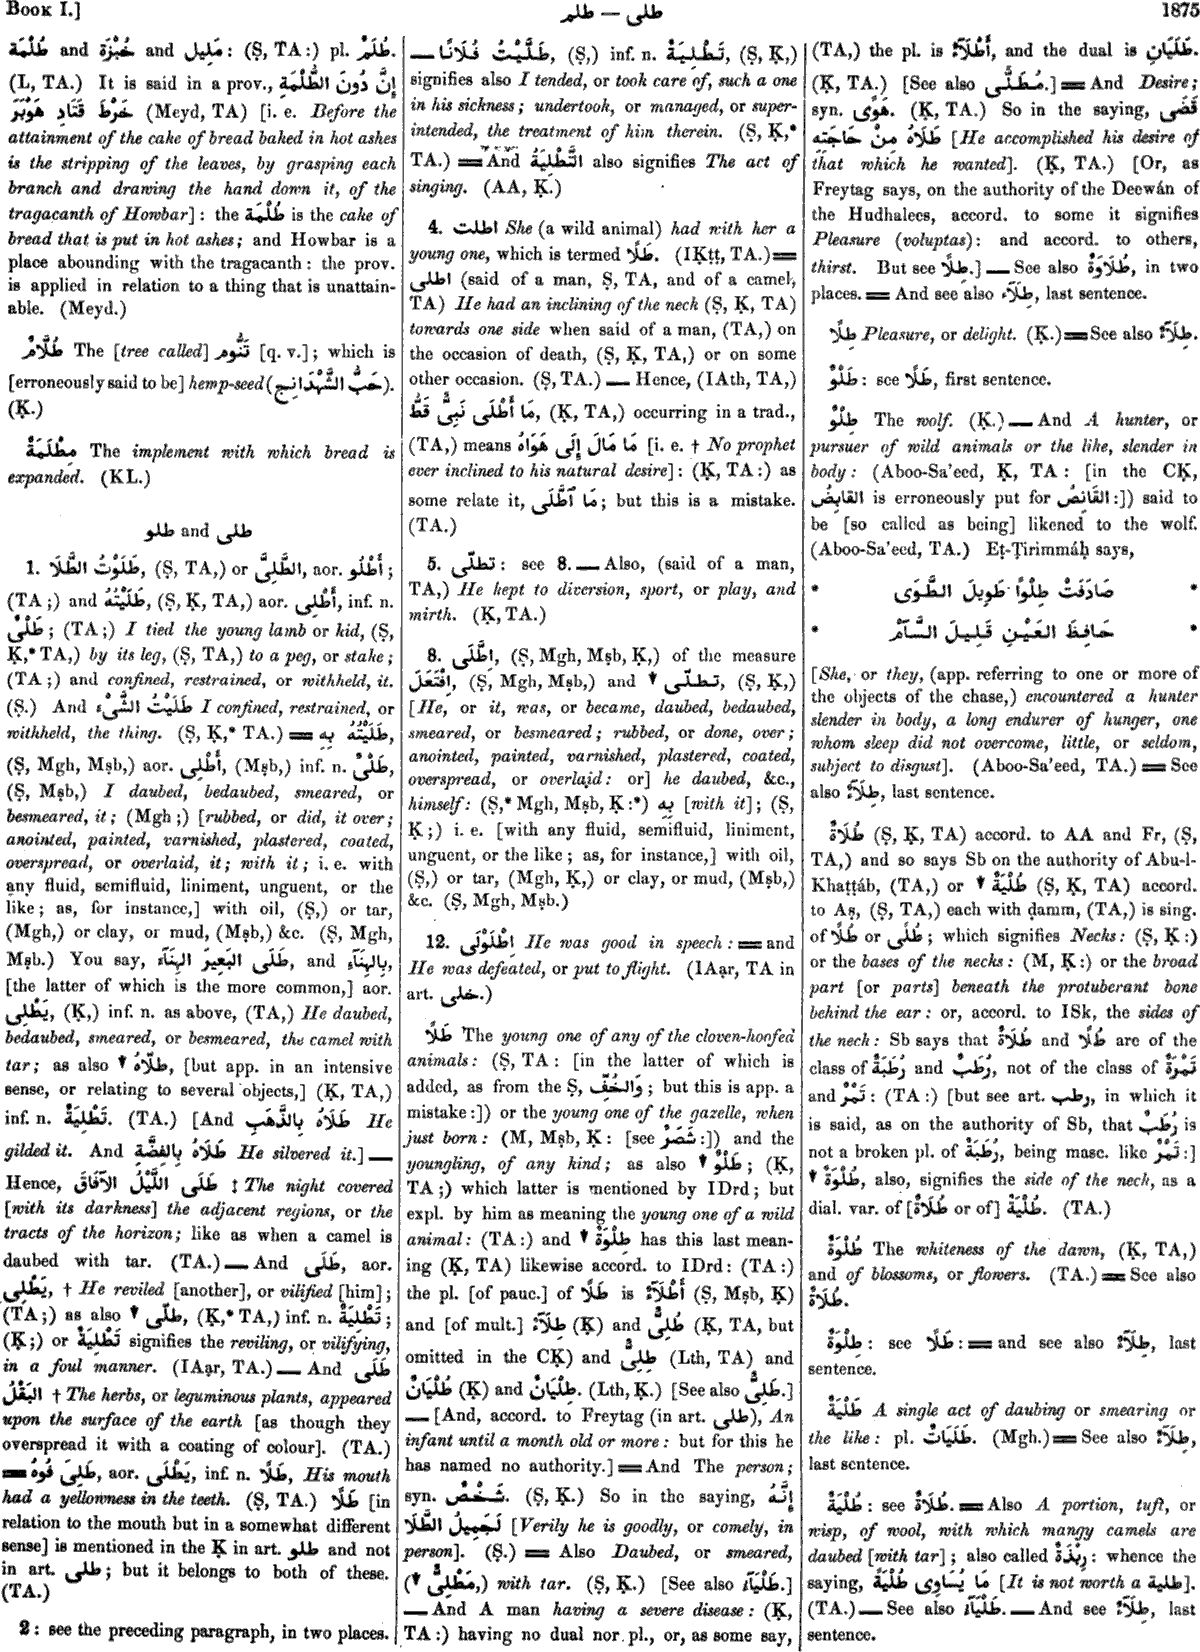 Book I.]
طلم — طلى
1875
طُلْمَة and خُبْزَة and مَلِيل: (Ṣ, TA:) pl. طُلَمٌ.
(L, TA.) It is said in a prov., إِنَّ دُونَ الطُّلْمَةِ
خَرْطَ قَتَادِ هَوْبَرَ (Meyd, TA) [i. e. Before the
attainment of the cake of bread baked in hot ashes
is the stripping of the leaves, by grasping each
branch and drawing the hand down it, of the
tragacanth of Howbar]: the طُلْمَة is the cake of
bread that is put in hot ashes; and Howbar is a
place abounding with the tragacanth: the prov.
is applied in relation to a thing that is unattain-
able. (Meyd.)
طُلَّامٌ The [tree called] تَنُّوم [q. v.]; which is
[erroneously said to be] hemp-seed (حَبُّ الشَّهْدَانِجِ).
(Ḳ.)
مِطْلَمَةٌ The implement with which bread is
expanded. (KL.)
طلو and طلى
1. طَلَوْتُ الطَّلَا, (Ṣ, TA,) or الطَّلِىَّ, aor. أَطْلُو;
(TA;) and طَلَيْتُهُ, (Ṣ, Ḳ, TA,) aor. أَطْلِى, inf. n.
طَلْىٌ; (TA;) I tied the young lamb or kid, (Ṣ,
Ḳ,* TA,) by its leg, (Ṣ, TA,) to a peg, or stake;
(TA;) and confined, restrained, or withheld, it.
(Ṣ.) And طَلَيْتُ الشَّىْءَ I confined, restrained, or
withheld, the thing. (Ṣ, Ḳ,* TA.) = طَلَيْتُهُ بِهِ,
(Ṣ, Mgh, Mṣb,) aor. أَطْلِى, (Mṣb,) inf. n. طَلْىٌ,
(Ṣ, Mṣb,) I daubed, bedaubed, smeared, or
besmeared, it; (Mgh;) [rubbed, or did, it over;
anointed, painted, varnished, plastered, coated,
overspread, or overlaid, it; with it; i. e. with
any fluid, semifluid, liniment, unguent, or the
like; as, for instance,] with oil, (Ṣ,) or tar,
(Mgh,) or clay, or mud, (Mṣb,) &c. (Ṣ, Mgh,
Mṣb.) You say, طَلَى البَعِيرَ الهِنَآءَ, and بِالهِنَآءِ,
[the latter of which is the more common,] aor.
يَطْلِى, (Ḳ,) inf. n. as above, (TA,) He daubed,
bedaubed, smeared, or besmeared, the camel with
tar; as also ↓ طلّاهُ, [but app. in an intensive
sense, or relating to several objects,] (Ḳ, TA,)
inf. n. تَطْلِيَةٌ. (TA.) [And طَلَاهُ بِالذَّهَبِ He
gilded it. And طَلَاهُ بِالفِضَّةِ He silvered it.] —
Hence, طَلَى اللَّيْلُ الآفَاقَ ‡ The night covered
[with its darkness] the adjacent regions, or the
tracts of the horizon; like as when a camel is
daubed with tar. (TA.) — And طَلَى, aor.
يَطْلِى, † He reviled [another], or vilified [him];
(TA;) as also ↓ طلّى, (Ḳ,* TA,) inf. n. تَطْلِيَةٌ;
(Ḳ;) or تَطْلِيَةٌ signifies the reviling, or vilifying,
in a foul manner. (IAạr, TA.) — And طَلَى
البَقْلُ † The herbs, or leguminous plants, appeared
upon the surface of the earth [as though they
overspread it with a coating of colour]. (TA.)
= طَلِىَ فُوهُ, aor. يَطْلَى, inf. n. طَلًا, His mouth
had a yellowness in the teeth. (Ṣ, TA.) طَلًا [in
relation to the mouth but in a somewhat different
sense] is mentioned in the Ḳ in art. طلو and not
in art. طلى; but it belongs to both of these.
(TA.)
2: see the preceding paragraph, in two places.
— طَلَّيْتُ فُلَانًا, (Ṣ,) inf. n. تَطْلِيَةٌ, (Ṣ, Ḳ,)
signifies also I tended, or took care of, such a one
in his sickness; undertook, or managed, or super-
intended, the treatment of him therein. (Ṣ, Ḳ,*
TA.) = And التَّطْلِيَةُ also signifies The act of
singing. (AA, Ḳ.)
4. اطلت She (a wild animal) had with her a
young one, which is termed طَلًا. (IḲṭṭ, TA.) =
اطلى (said of a man, Ṣ, TA, and of a camel,
TA) He had an inclining of the neck (Ṣ, Ḳ, TA)
towards one side when said of a man, (TA,) on
the occasion of death, (Ṣ, Ḳ, TA,) or on some
other occasion. (Ṣ, TA.) — Hence, (IAth, TA,)
مَا أَطْلَى نَبِىٌّ قَطُّ, (Ḳ, TA,) occurring in a trad.,
(TA,) means مَا مَالَ إِلَى هَوَاهُ [i. e. † No prophet
ever inclined to his natural desire]: (Ḳ, TA:) as
some relate it, مَا ٱطَّلَى; but this is a mistake.
(TA.)
5. تطلّى: see 8. — Also, (said of a man,
TA,) He kept to diversion, sport, or play, and
mirth. (Ḳ, TA.)
8. اِطَّلَى, (Ṣ, Mgh, Mṣb, Ḳ,) of the measure
اِفْتَعَلَ, (Ṣ, Mgh, Mṣb,) and ↓ تطلّى, (Ṣ, Ḳ,)
[He, or it, was, or became, daubed, bedaubed,
smeared, or besmeared; rubbed, or done, over;
anointed, painted, varnished, plastered, coated,
overspread, or overlaid: or] he daubed, &c.,
himself: (Ṣ,* Mgh, Mṣb, Ḳ:*) بِهِ [with it]; (Ṣ,
Ḳ;) i. e. [with any fluid, semifluid, liniment,
unguent, or the like; as, for instance,] with oil,
(Ṣ,) or tar, (Mgh, Ḳ,) or clay, or mud, (Mṣb,)
&c. (Ṣ, Mgh, Mṣb.)
12. اِطْلَوْلَى He was good in speech: = and
He was defeated, or put to flight. (IAạr, TA in
art. خلى.)
طَلًا The young one of any of the cloven-hoofed
animals: (Ṣ, TA: [in the latter of which is
added, as from the Ṣ, وَالخُفِّ; but this is app. a
mistake:]) or the young one of the gazelle, when
just born: (M, Mṣb, Ḳ: [see شَصَرٌ:]) and the
youngling, of any kind; as also ↓ طَلْوٌ; (Ḳ,
TA;) which latter is mentioned by IDrd; but
expl. by him as meaning the young one of a wild
animal: (TA:) and ↓ طِلْوَةٌ has this last mean-
ing (Ḳ, TA) likewise accord. to IDrd: (TA:)
the pl. [of pauc.] of طَلًا is أَطْلَآءٌ (Ṣ, Mṣb, Ḳ)
and [of mult.] طِلَآءٌ (Ḳ) and طُلِىٌّ (Ḳ, TA, but
omitted in the CḲ) and طِلِىٌّ (Lth, TA) and
طُلْيَانٌ (Ḳ) and طِلْيَانٌ. (Lth, Ḳ.) [See also طَلِىٌّ.]
— [And, accord. to Freytag (in art. طلى), An
infant until a month old or more: but for this he
has named no authority.] = And The person;
syn. شَخْصٌ. (Ṣ, Ḳ.) So in the saying, إِنَّهُ
لَجَمِيلُ الطَّلَا [Verily he is goodly, or comely, in
person]. (Ṣ.) = Also Daubed, or smeared,
(↓ مَطْلِىٌّ,) with tar. (Ṣ, Ḳ.) [See also طَلْيَآءُ.]
— And A man having a severe disease: (Ḳ,
TA:) having no dual nor pl., or, as some say,
(TA,) the pl. is أَطْلَآءٌ, and the dual is طَلَيَانِ.
(Ḳ, TA.) [See also مُطَلًّى.] = And Desire;
syn. هَوًى. (Ḳ, TA.) So in the saying, قَضَى
طَلَاهُ مِنْ حَاجَتِهِ [He accomplished his desire of
that which he wanted]. (Ḳ, TA.) [Or, as
Freytag says, on the authority of the Deewán of
the Hudhalees, accord. to some it signifies
Pleasure (voluptas): and accord. to others,
thirst. But see طِلًا.] — See also طُلَاوَةٌ, in two
places. = And see also طِلَآءٌ, last sentence.
طِلًا Pleasure, or delight. (Ḳ.) = See also طِلَآءٌ.
طَلْوٌ: see طَلًا, first sentence.
طِلْوٌ The wolf. (Ḳ.) — And A hunter, or
pursuer of wild animals or the like, slender in
body: (Aboo-Sa'eed, Ḳ, TA: [in the CḲ,
القابِضُ is erroneously put for القَانِصُ:]) said to
be [so called as being] likened to the wolf.
(Aboo-Sa'eed, TA.) Eṭ-Ṭirimmáḥ says,
* صَادَفَتْ طِلْوًا طَوِيلَ الطَّوَى *
* حَافِظَ العَيْنِ قَلِيلَ السَّآمْ *
[She, or they, (app. referring to one or more of
the objects of the chase,) encountered a hunter
slender in body, a long endurer of hunger, one
whom sleep did not overcome, little, or seldom,
subject to disgust]. (Aboo-Sa'eed, TA.) = See
also طِلَآءٌ, last sentence.
طُلَاةٌ (Ṣ, Ḳ, TA) accord. to AA and Fr, (Ṣ,
TA,) and so says Sb on the authority of Abu-l-
Khaṭṭáb, (TA,) or ↓ طُلْيَةٌ (Ṣ, Ḳ, TA) accord.
to Aṣ, (Ṣ, TA,) each with ḍamm, (TA,) is sing.
of طُلًا or طُلًى; which signifies Necks: (Ṣ, Ḳ:)
or the bases of the necks: (M, Ḳ:) or the broad
part [or parts] beneath the protuberant bone
behind the ear: or, accord. to ISk, the sides of
the neck: Sb says that طُلَاةٌ and طُلًا are of the
class of رُطَبَةٌ and رُطَبٌ, not of the class of تَمْرَةٌ
and تَمْرٌ: (TA:) [but see art. رطب, in which it
is said, as on the authority of Sb, that رُطَبٌ is
not a broken pl. of رُطَبَةٌ, being masc. like تَمْرٌ:]
↓ طُلْوَةٌ, also, signifies the side of the neck, as a
dial. var. of [طُلَاةٌ or of] طُلْيَةٌ. (TA.)
طُلْوَةٌ The whiteness of the dawn, (Ḳ, TA,)
and of blossoms, or flowers. (TA.) = See also
طُلَاةٌ.
طِلْوَةٌ: see طَلًا: = and see also طِلَآءٌ, last
sentence.
طَلْيَةٌ A single act of daubing or smearing or
the like: pl. طَلَيَاتٌ. (Mgh.) = See also طِلَآءٌ,
last sentence.
طُلْيَةٌ: see طُلَاةٌ. = Also A portion, tuft, or
wisp, of wool, with which mangy camels are
daubed [with tar]; also called رِبْذَةٌ: whence the
saying, مَا يُسَاوِى طُلْيَةً [It is not worth a طلية].
(TA.) — See also طَلْيَآءُ. — And see طِلَآءٌ, last
sentence.